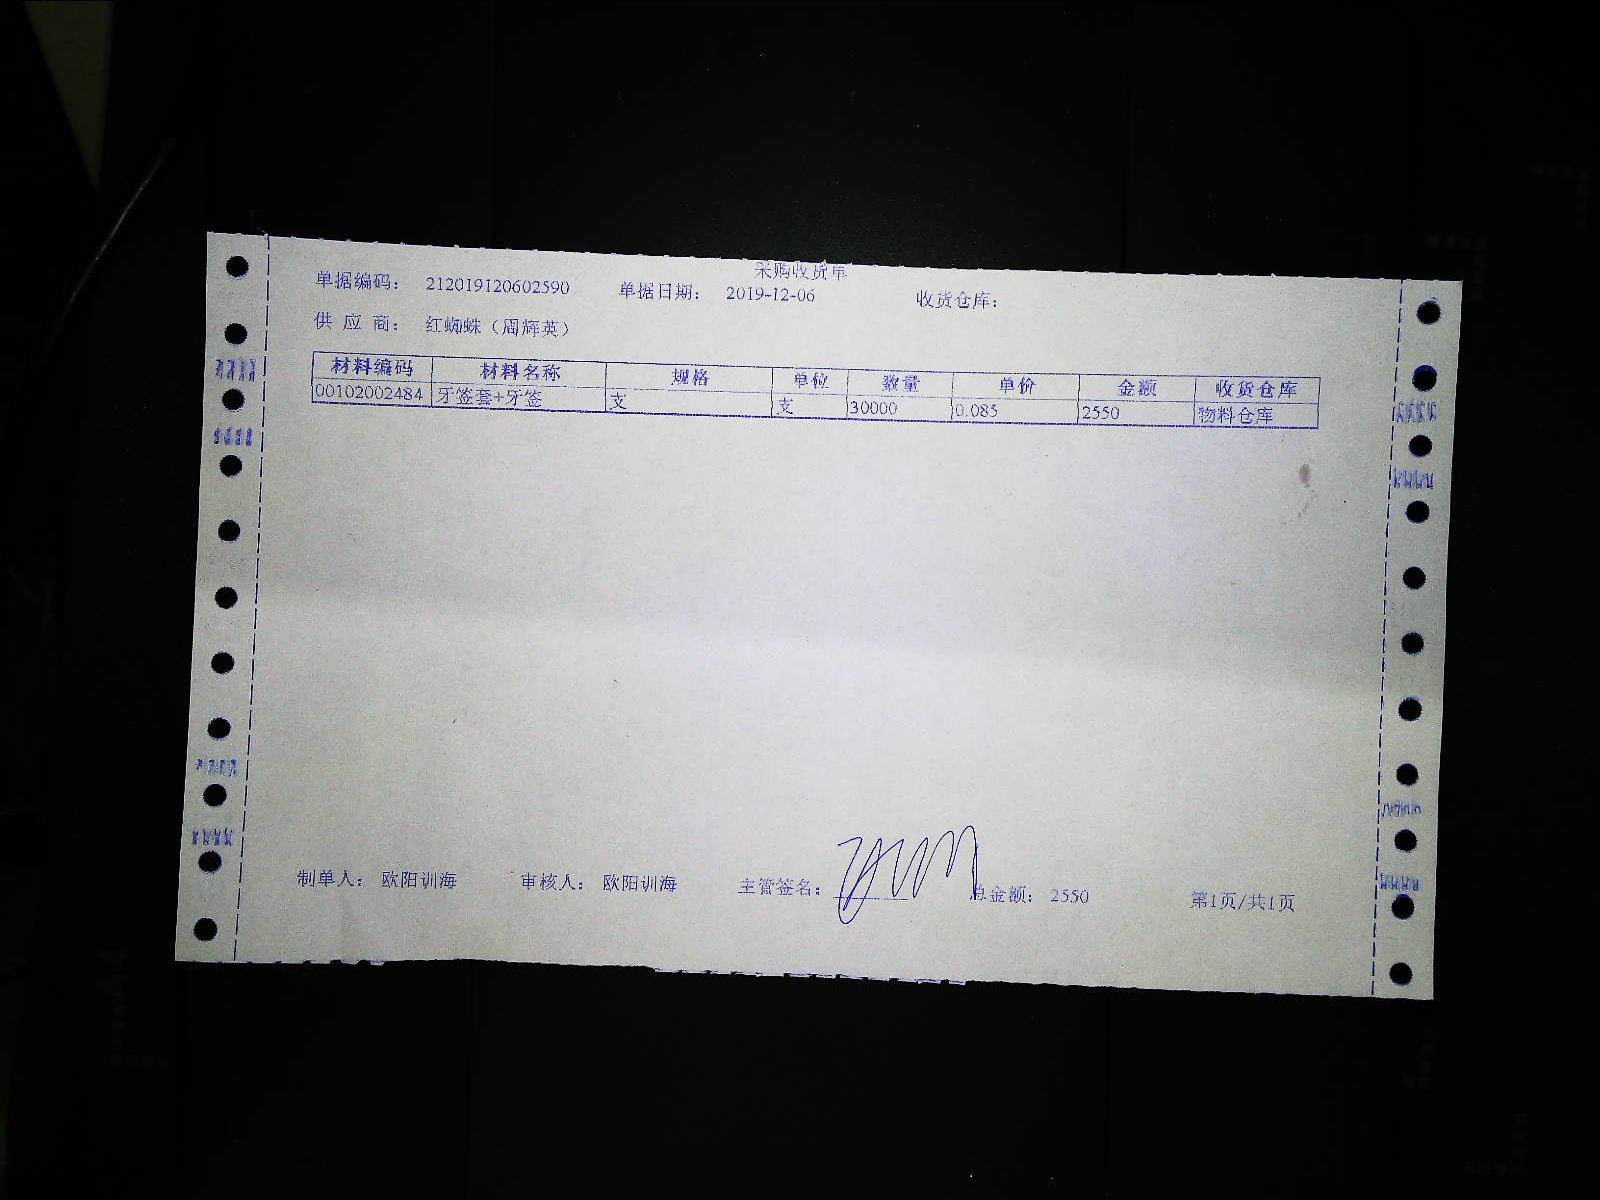 采购收货单
单据编码： 212019120602590 单据日期： 2019-12-06 收货仓库：
供 应 商： 红蜘蛛（周辉英）
材料编码 材料名称 规格 单位 数量 单价 金额 收货仓库
00102002484 牙签套+牙签 支 支 30000 0.085 2550 物料仓库
制单人： 欧阳训海 审核人： 欧阳训海 主管签名： 总金额： 2550 第1页/共1页